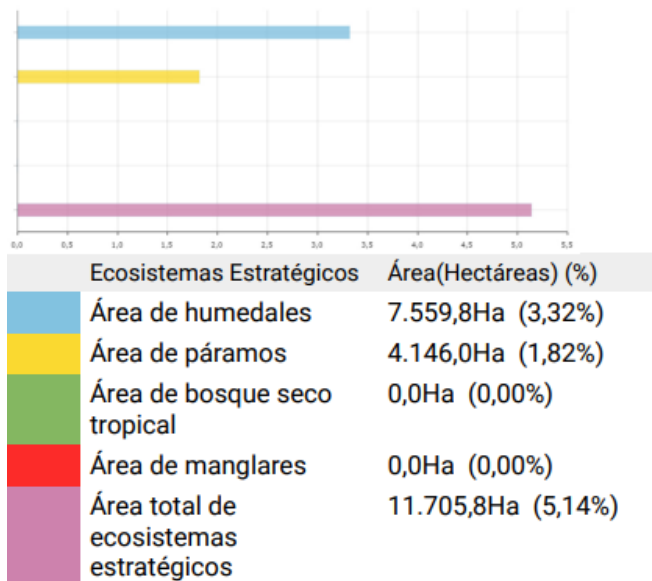 0,0 0,5 1,0 1,5 2,0 2,5 3,0 3,5 4,0 4,5 5,0 5,5
Ecosistemas Estratégicos Área(Hectáreas) (%)
Área de humedales 7.559,8Ha (3,32%)
Área de páramos 4.146,0Ha (1,82%)
Área de bosque seco 0,0Ha (0,00%)
tropical
Área de manglares 0,0Ha (0,00%)
Área total de 11.705,8Ha (5,14%)
ecosistemas
estratégicos